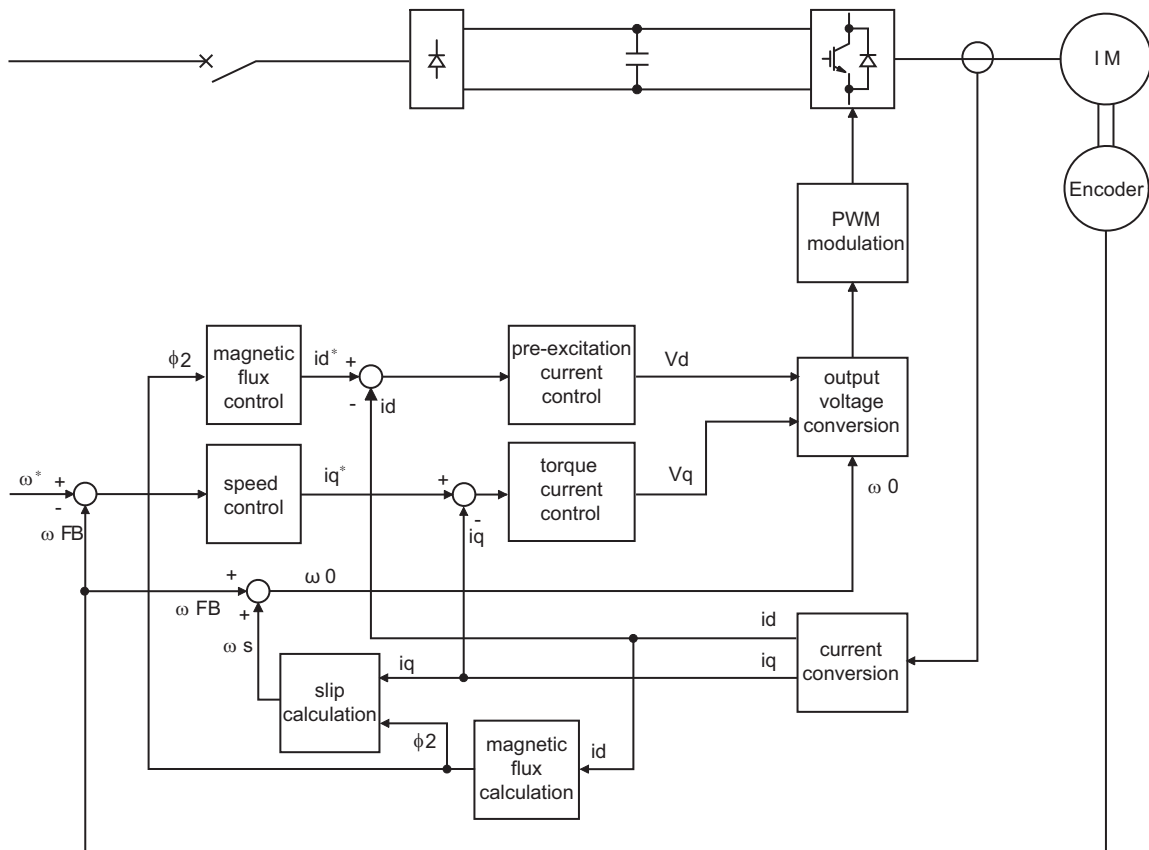 IM
Encoder
PWM
modulation
ϕ2
magnetic
flux
control
id*
+
-
id
pre-excitation
current
control
Vd
output
voltage
conversion
ω*
+
-
ω FB
speed
control
iq*
+
-
iq
torque
current
control
Vq
ω 0
+
ω FB
+
ω s
ω 0
id
iq
current
conversion
slip
calculation
iq
ϕ2
magnetic
flux
calculation
id